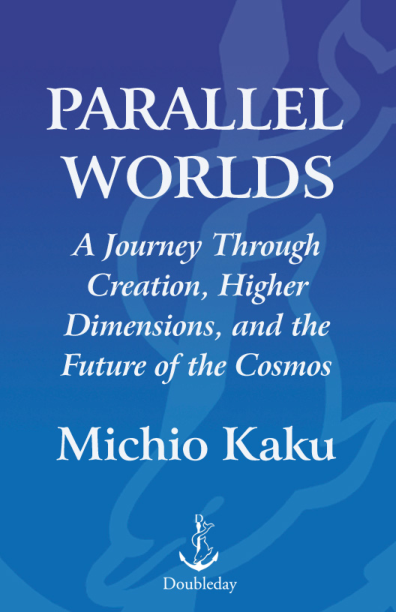 PARALLEL
WORLDS
A Journey Through
Creation, Higher
Dimensions, and the
Future of the Cosmos
Michio Kaku
D
Doubleday